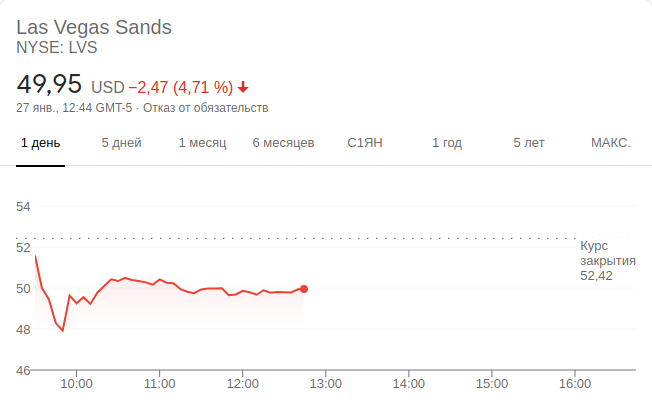 Las Vegas Sands
NYSE: LVS
49,95 USD −2,47 (4,71 %)
27 янв., 12:44 GMT-5 · Отказ от обязательств
1 день 5 дней 1 месяц 6 месяцев С1ЯН 1 год 5 лет МАКС.
54
52
Курс
закрытия
52,42
50
48
46
10:00 11:00 12:00 13:00 14:00 15:00 16:00